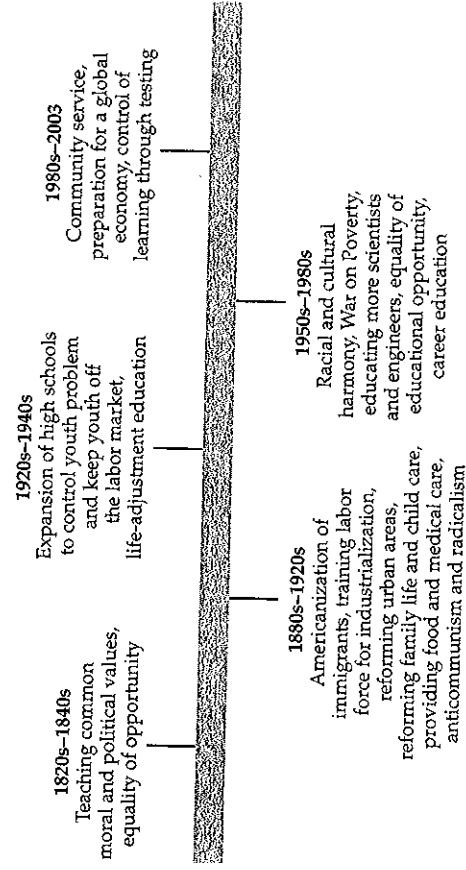 1820s–1840s
Teaching common
moral and political values,
equality of opportunity
1880s–1920s
Americanization of
immigrants, training labor
force for industrialization,
reforming urban areas,
reforming family life and child care,
providing food and medical care,
anticommunism and radicalism
1920s–1940s
Expansion of high schools
to control youth problem
and keep youth off
the labor market,
life-adjustment education
1950s–1980s
Racial and cultural
harmony, War on Poverty,
educating more scientists
and engineers, equality of
educational opportunity,
career education
1980s–2003
Community service,
preparation for a global
economy, control of
learning through testing